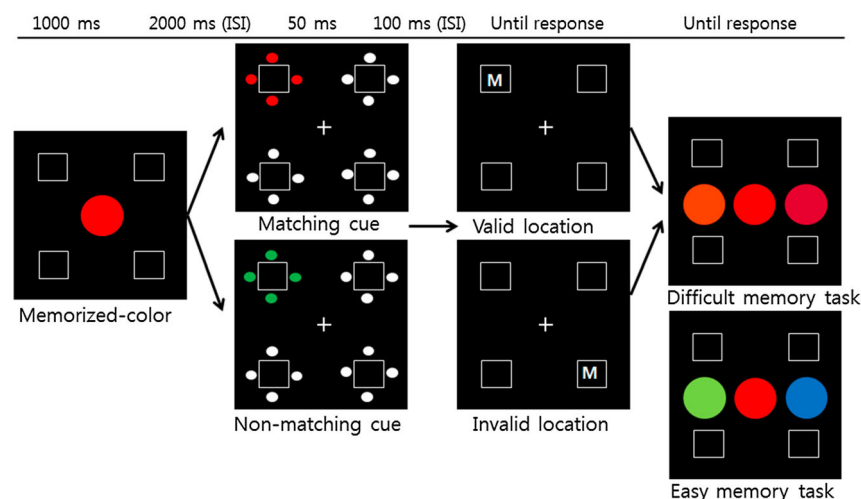 1000 ms 2000 ms (ISI) 50 ms 100 ms (ISI) Until response Until response
M
Matching cue Valid location
Difficult memory task
Memorized-color
M
Non-matching cue Invalid location
Easy memory task